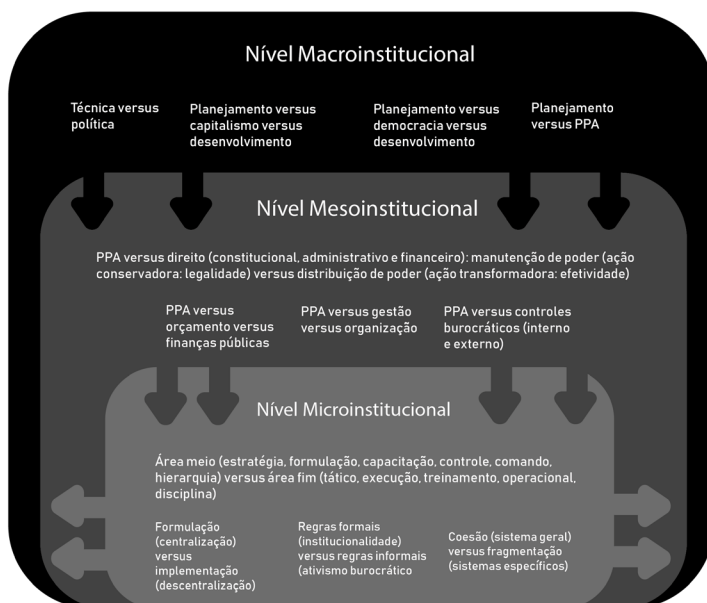 Nível Macroinstitucional
Técnica versus
política
Planejamento versus
capitalismo versus
desenvolvimento
Planejamento versus
democracia versus
desenvolvimento
Planejamento
versus PPA
Nível Mesoinstitucional
PPA versus direito (constitucional, administrativo e financeiro): manutenção de poder (ação
conservadora: legalidade) versus distribuição de poder (ação transformadora: efetividade)
PPA versus
orçamento versus
finanças públicas
PPA versus gestão
versus organização
PPA versus controles
burocráticos (interno
e externo)
Nível Microinstitucional
Área meio (estratégia, formulação, capacitação, controle, comando,
hierarquia) versus área fim (tático, execução, treinamento, operacional,
disciplina)
Formulação
(centralização)
versus
implementação
(descentralização)
Regras formais
(institucionalidade)
versus regras informais
(ativismo burocrático
Coesão (sistema geral)
versus fragmentação
(sistemas específicos)